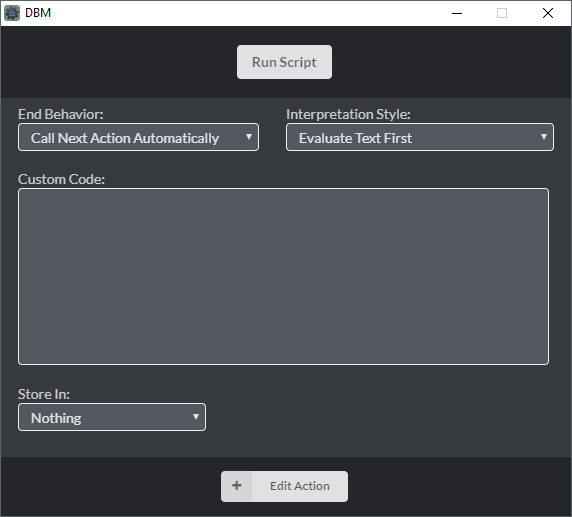 DBM
Run Script
End Behavior: Interpretation Style:
Call Next Action Automatically Evaluate Text First
Custom Code:
Store In:
Nothing
Edit Action